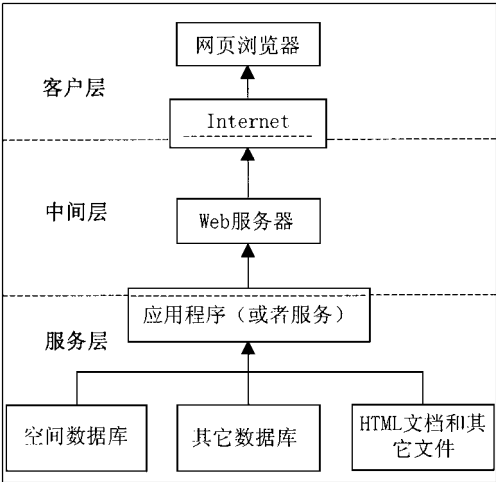 网页浏览器
客户层
Internet
中间层
Web服务器
应用程序（或者服务）
服务层
空间数据库
其它数据库
HTML文档和其
它文件